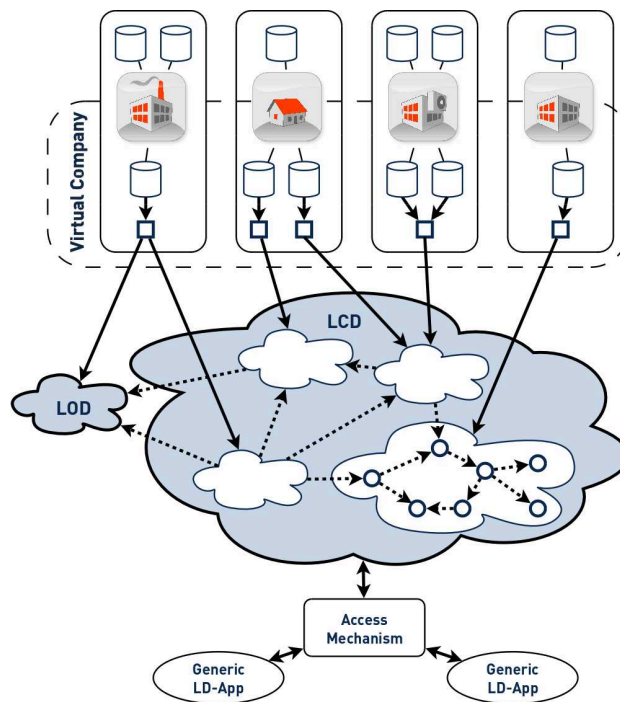 Virtual Company
LCD
LOD
Access
Mechanism
Generic
LD-App
Generic
LD-App